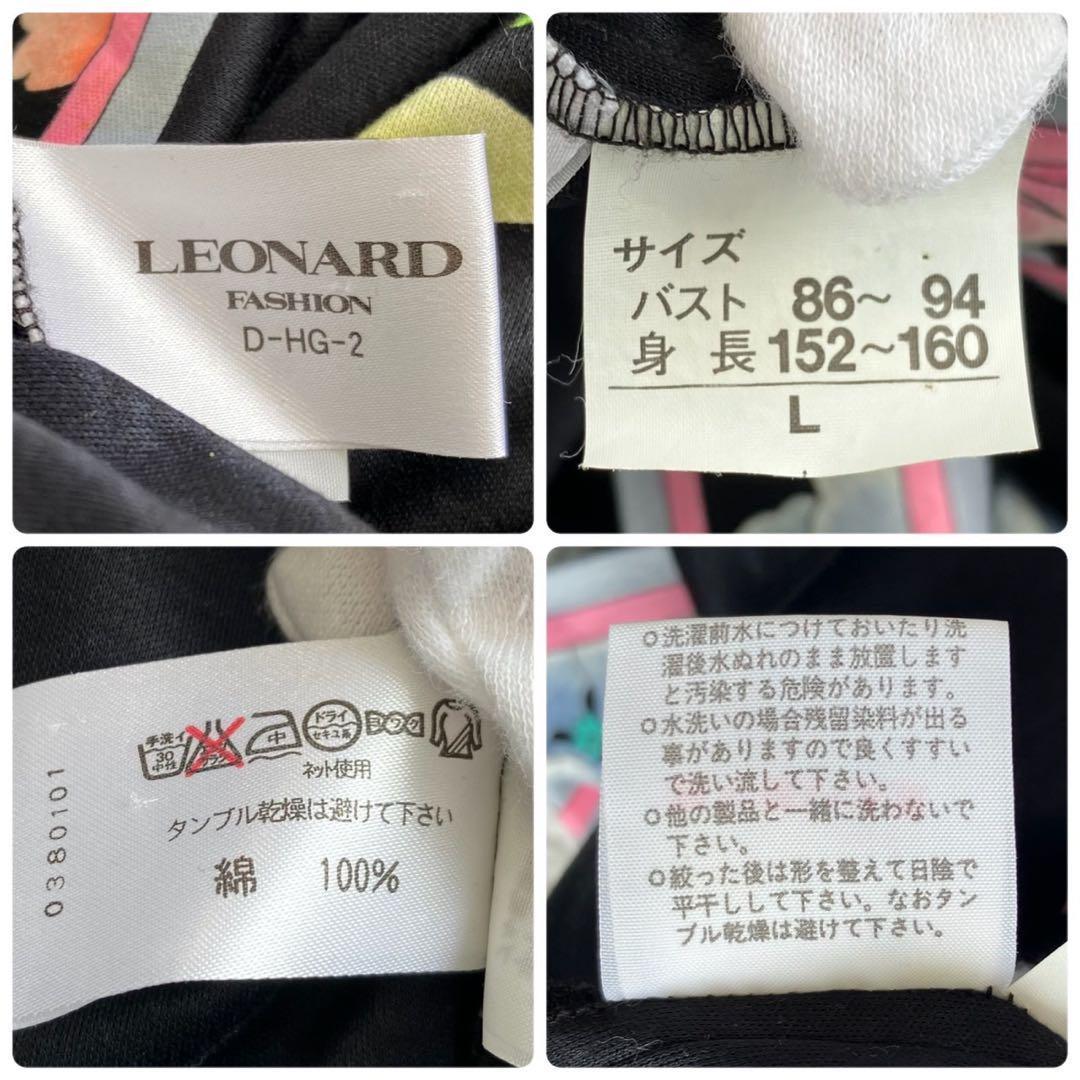 LEONARD
FASHION
D-HG-2
サイズ
バスト 86～ 94
身 長 152～160
L
手洗イ
30
中性
中
ドライ
セキユ系
ネット使用
タンブル乾燥は避けて下さい
綿 100%
0380101
○洗濯前水につけておいたり洗
濯後水ぬれのまま放置します
と汚染する危険があります。
○水洗いの場合残留染料が出る
事がありますので良くすすい
で洗い流して下さい。
○他の製品と一緒に洗わないで
下さい。
○絞った後は形を整えて日陰で
平干しして下さい。なおタン
ブル乾燥は避けて下さい。